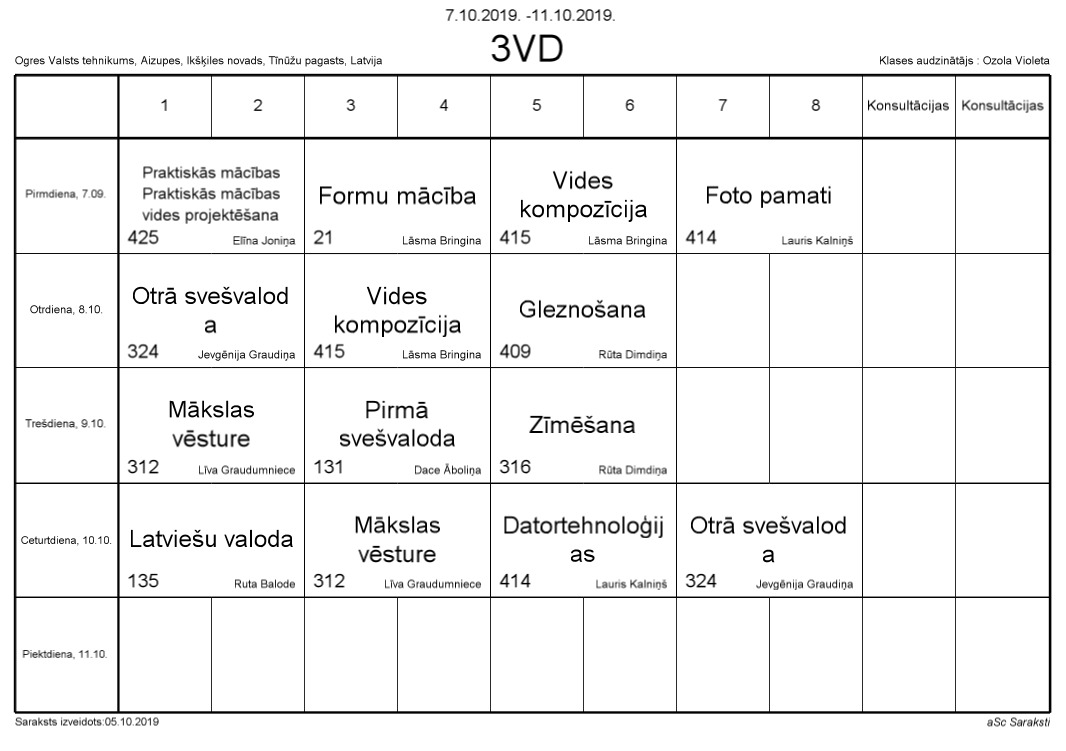 7.10.2019. -11.10.2019.
3VD
Ogres Valsts tehnikums, Aizupes, Ikšķiles novads, Tīnūžu pagasts, Latvija
Klases audzinātājs : Ozola Violeta
1 2 3 4 5 6 7 8 Konsultācijas Konsultācijas
Pirmdiena, 7.09.
Praktiskās mācības
Praktiskās mācības
vides projektēšana
425 Elīna Joniņa
Formu mācība
21 Lāsma Bringina
Vides
kompozīcija
415 Lāsma Bringina
Foto pamati
414 Lauris Kalniņš
Otrdiena, 8.10.
Otrā svešvalod
a
324 Jevgēnija Graudiņa
Vides
kompozīcija
415 Lāsma Bringina
Gleznošana
409 Rūta Dimdiņa
Trešdiena, 9.10.
Mākslas
vēsture
312 Līva Graudumniece
Pirmā
svešvaloda
131 Dace Āboliņa
Zīmēšana
316 Rūta Dimdiņa
Ceturtdiena, 10.10.
Latviešu valoda
135 Ruta Balode
Mākslas
vēsture
312 Līva Graudumniece
Datortehnoloģij
as
414 Lauris Kalniņš
Otrā svešvalod
a
324 Jevgēnija Graudiņa
Piektdiena, 11.10.
Saraksts izveidots:05.10.2019
aSc Saraksti